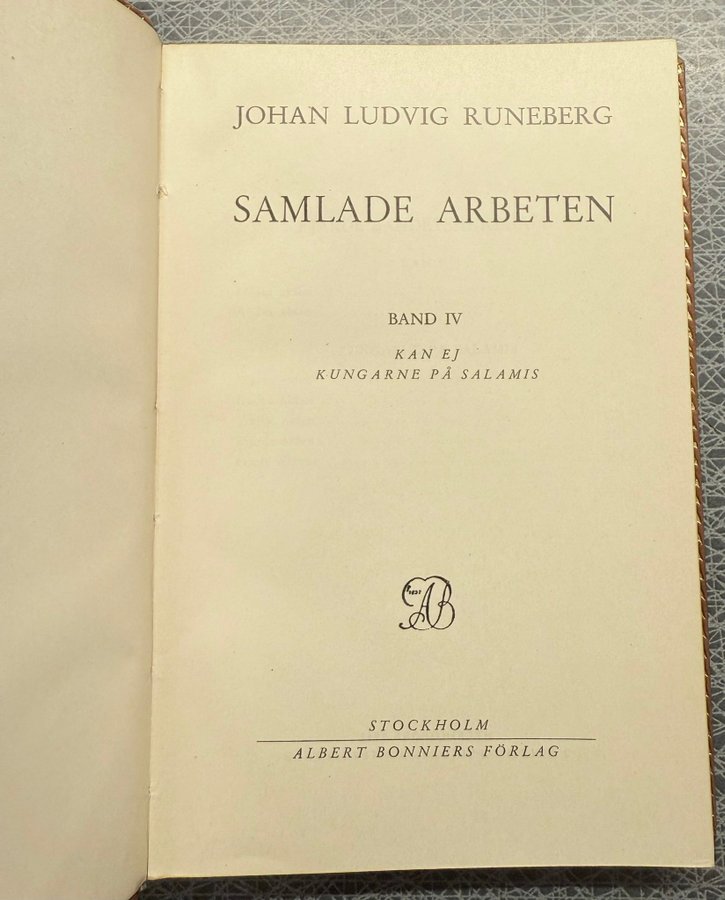 JOHAN LUDVIG RUNEBERG
SAMLADE ARBETEN
BAND IV
KAN EJ
KUNGARNE PÅ SALAMIS
AB
STOCKHOLM
ALBERT BONNIERS FÖRLAG